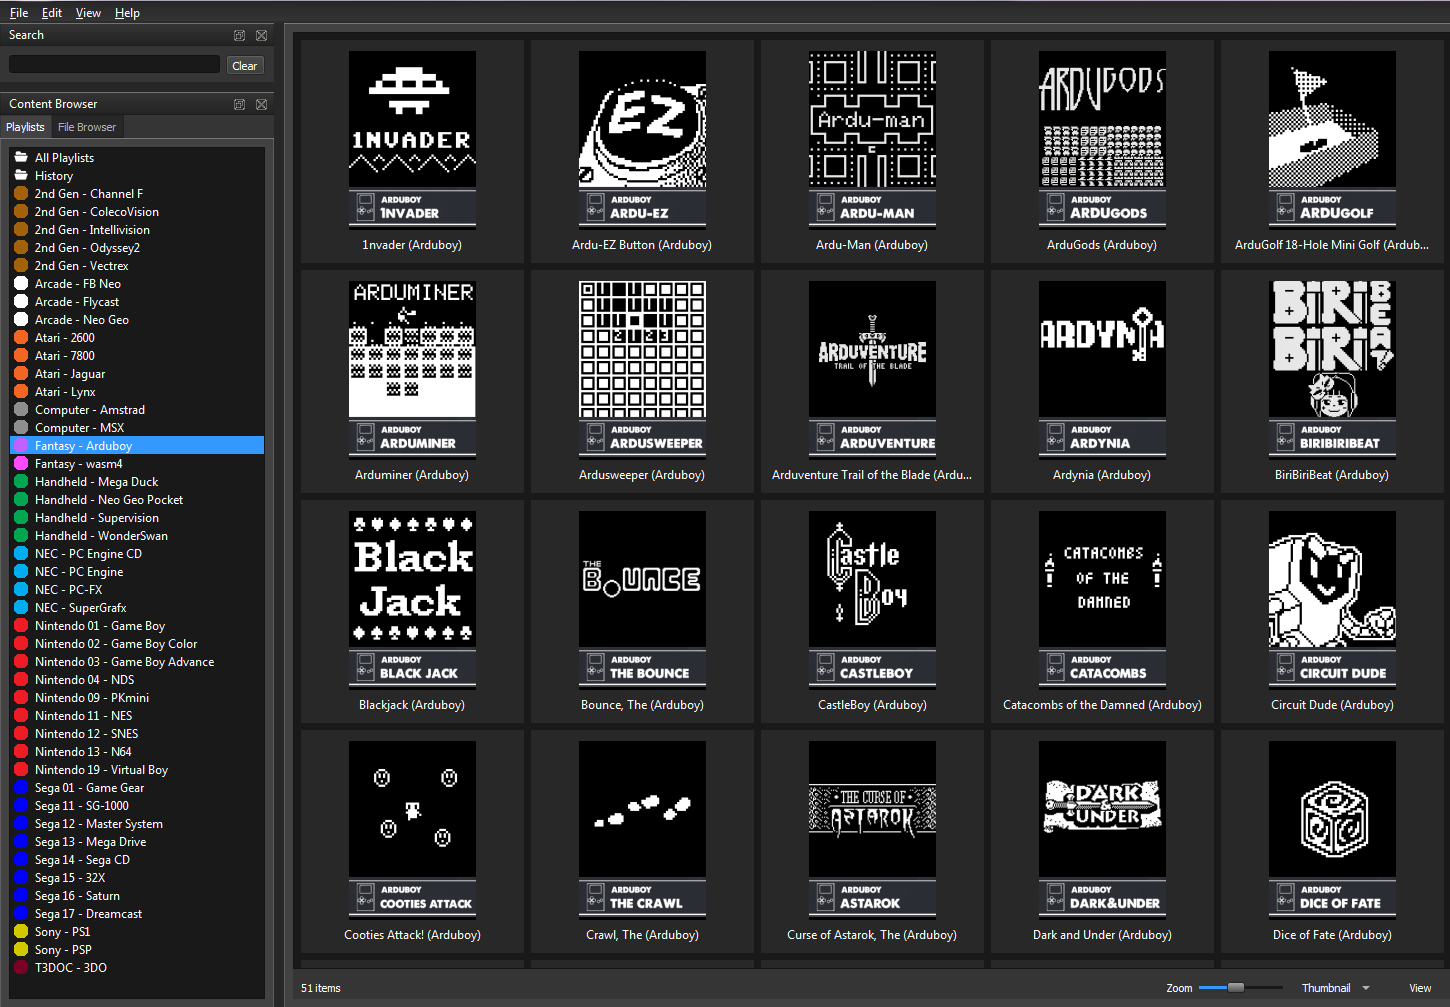 File Edit View Help
Search
Clear
Content Browser
Playlists File Browser
All Playlists
History
2nd Gen - Channel F
2nd Gen - ColecoVision
2nd Gen - Intellivision
2nd Gen - Odyssey2
2nd Gen - Vectrex
Arcade - FB Neo
Arcade - Flycast
Arcade - Neo Geo
Atari - 2600
Atari - 7800
Atari - Jaguar
Atari - Lynx
Computer - Amstrad
Computer - MSX
Fantasy - Arduboy
Fantasy - wasm4
Handheld - Mega Duck
Handheld - Neo Geo Pocket
Handheld - Supervision
Handheld - WonderSwan
NEC - PC Engine CD
NEC - PC Engine
NEC - PC-FX
NEC - SuperGrafx
Nintendo 01 - Game Boy
Nintendo 02 - Game Boy Color
Nintendo 03 - Game Boy Advance
Nintendo 04 - NDS
Nintendo 09 - PKmini
Nintendo 11 - NES
Nintendo 12 - SNES
Nintendo 13 - N64
Nintendo 19 - Virtual Boy
Sega 01 - Game Gear
Sega 11 - SG-1000
Sega 12 - Master System
Sega 13 - Mega Drive
Sega 14 - Sega CD
Sega 15 - 32X
Sega 16 - Saturn
Sega 17 - Dreamcast
Sony - PS1
Sony - PSP
T3DOC - 3DO
1NVADER
ARDUBOY
1NVADER
1nvader (Arduboy)
EZ
ARDUBOY
ARDU-EZ
Ardu-EZ Button (Arduboy)
Ardu-man
ARDUBOY
ARDU-MAN
Ardu-Man (Arduboy)
ARDUGODS
ARDUBOY
ARDUGODS
ArduGods (Arduboy)
ARDUBOY
ARDUGOLF
ArduGolf 18-Hole Mini Golf (Ardub...
ARDUMINER
ARDUBOY
ARDUMINER
Arduminer (Arduboy)
1 1 1 1
1 1 1
2 1 2 3
ARDUBOY
ARDUSWEEPER
Ardusweeper (Arduboy)
ARDUVENTURE
TRAIL OF THE BLADE
ARDUBOY
ARDUVENTURE
Arduventure Trail of the Blade (Ardu...
ARDYNIA
ARDUBOY
ARDYNIA
Ardynia (Arduboy)
BIRI
BIRI
BEAT
ARDUBOY
BIRIBIRIBEAT
BiriBiriBeat (Arduboy)
Black
Jack
ARDUBOY
BLACK JACK
Blackjack (Arduboy)
THE
BOUNCE
ARDUBOY
THE BOUNCE
Bounce, The (Arduboy)
Castle
Boy
ARDUBOY
CASTLEBOY
CastleBoy (Arduboy)
CATACOMBS
OF THE
DAMNED
ARDUBOY
CATACOMBS
Catacombs of the Damned (Arduboy)
ARDUBOY
CIRCUIT DUDE
Circuit Dude (Arduboy)
ARDUBOY
COOTIES ATTACK
Cooties Attack! (Arduboy)
ARDUBOY
THE CRAWL
Crawl, The (Arduboy)
THE CURSE OF
ASTAROK
ARDUBOY
ASTAROK
Curse of Astarok, The (Arduboy)
DARK
&
UNDER
ARDUBOY
DARK&UNDER
Dark and Under (Arduboy)
ARDUBOY
DICE OF FATE
Dice of Fate (Arduboy)
51 items
Zoom
Thumbnail
View